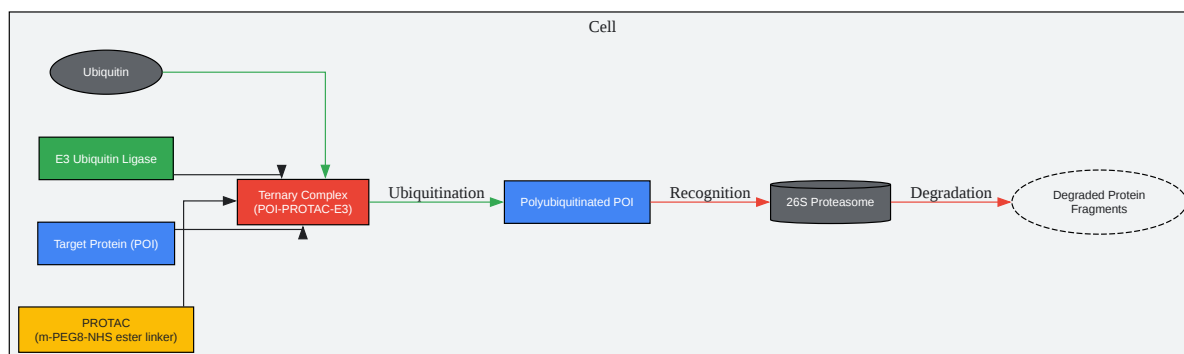 Cell
Ubiquitin
E3 Ubiquitin Ligase
Ternary Complex
(POI-PROTAC-E3)
Ubiquitination
Polyubiquitinated POI
Recognition
26S Proteasome
Degradation
Degraded Protein
Fragments
Target Protein (POI)
PROTAC
(m-PEG8-NHS ester linker)